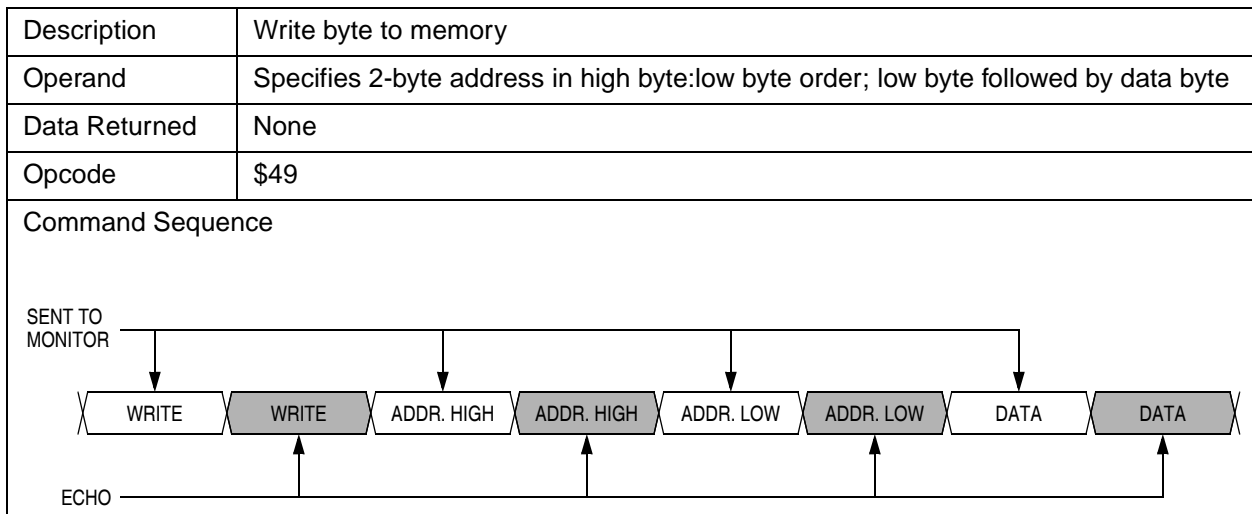 Description Write byte to memory
Operand Specifies 2-byte address in high byte:low byte order; low byte followed by data byte
Data Returned None
Opcode $49
Command Sequence
SENT TO
MONITOR
WRITE WRITE ADDR. HIGH ADDR. HIGH ADDR. LOW ADDR. LOW DATA DATA
ECHO